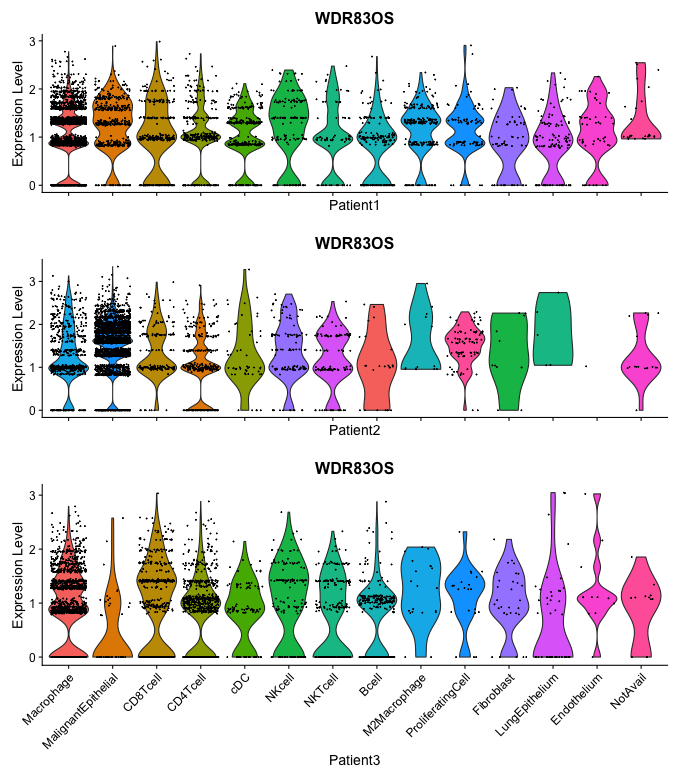 WDR83OS
Expression Level
3
2
1
0
Patient1
WDR83OS
Expression Level
3
2
1
0
Patient2
WDR83OS
Expression Level
3
2
1
0
Macrophage
MalignantEpithelial
CD8Tcell
CD4Tcell
cDC
NKcell
NKTcell
Bcell
M2Macrophage
ProliferatingCell
Fibroblast
LungEpithelium
Endothelium
NotAvail
Patient3